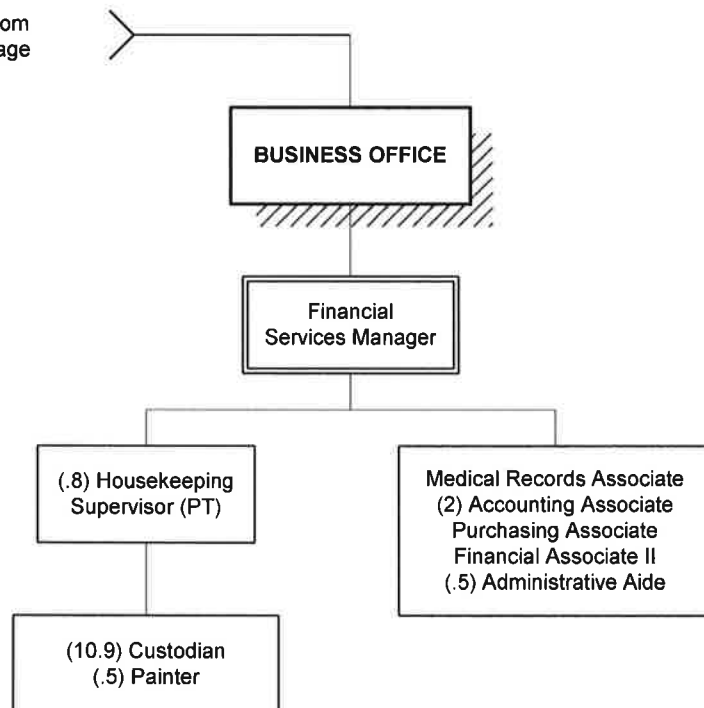 age
BUSINESS OFFICE
Financial
Services Manager
(.8) Housekeeping
Supervisor (PT)
Medical Records Associate
(2) Accounting Associate
Purchasing Associate
Financial Associate II
(.5) Administrative Aide
(10.9) Custodian
(.5) Painter